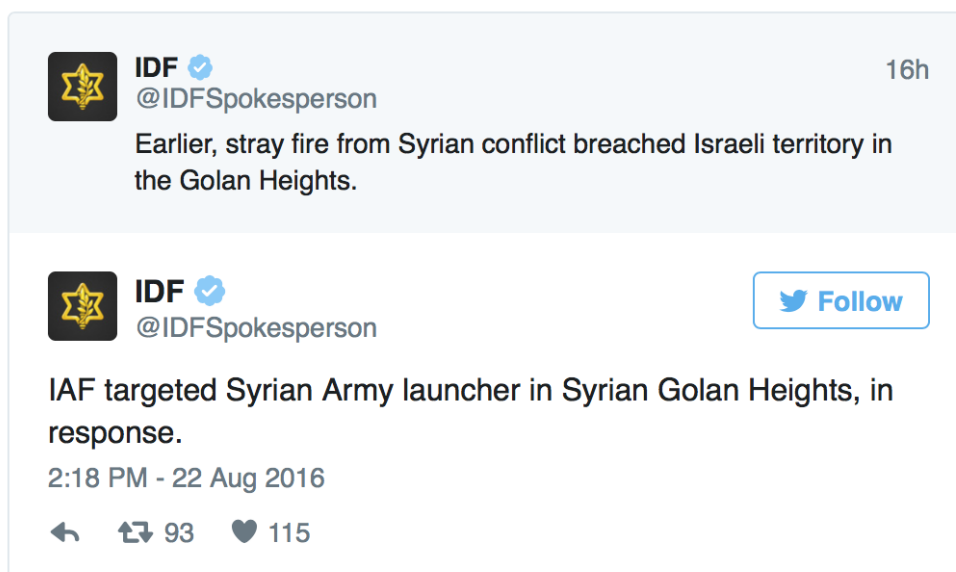 IDF
16h
@IDFSpokesperson
Earlier, stray fire from Syrian conflict breached Israeli territory in
the Golan Heights.
IDF
Follow
@IDFSpokesperson
IAF targeted Syrian Army launcher in Syrian Golan Heights, in
response.
2:18 PM - 22 Aug 2016
93 115